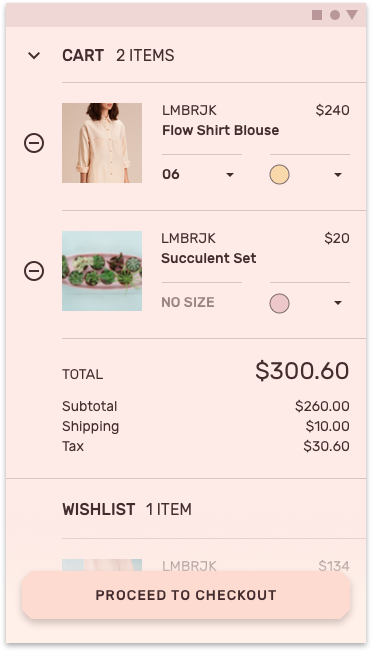 CART 2 ITEMS
LMBRJK $240
Flow Shirt Blouse
06
LMBRJK $20
Succulent Set
NO SIZE
TOTAL $300.60
Subtotal $260.00
Shipping $10.00
Tax $30.60
WISHLIST 1 ITEM
LMBRJK $134
PROCEED TO CHECKOUT